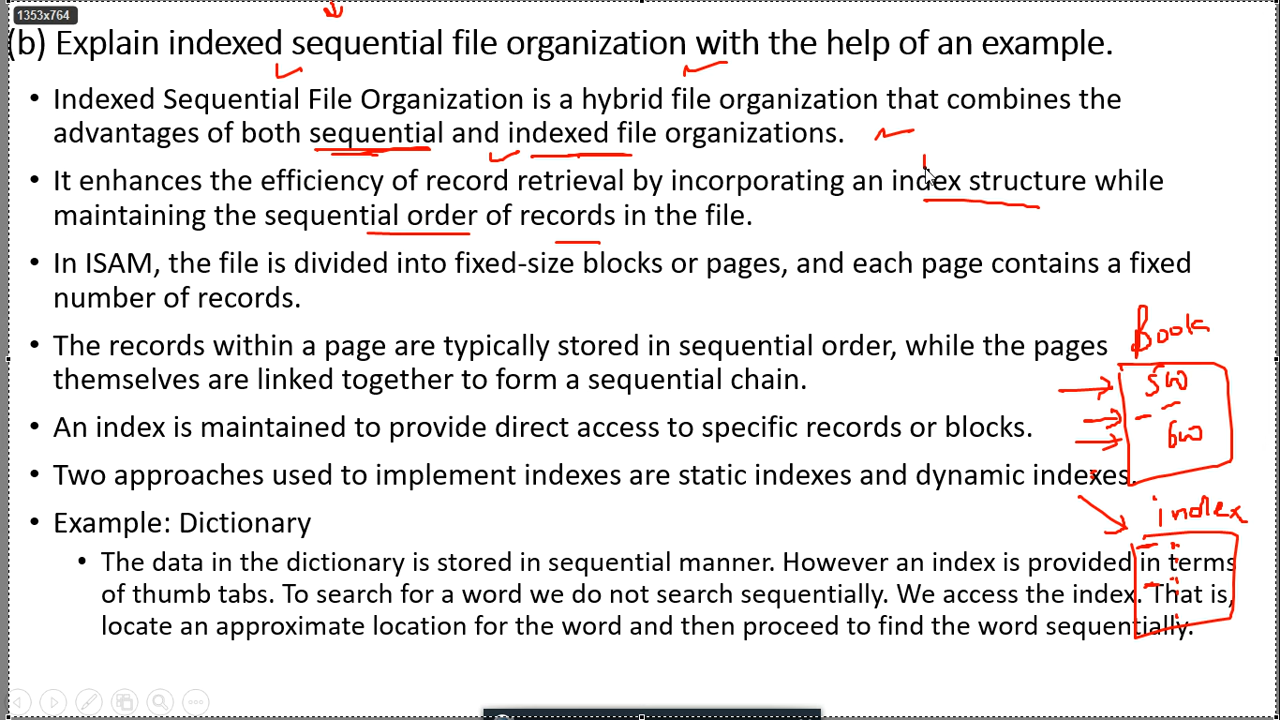 1353x764
(b) Explain indexed sequential file organization with the help of an example.
• Indexed Sequential File Organization is a hybrid file organization that combines the
advantages of both sequential and indexed file organizations.
• It enhances the efficiency of record retrieval by incorporating an index structure while
maintaining the sequential order of records in the file.
• In ISAM, the file is divided into fixed-size blocks or pages, and each page contains a fixed
number of records.
• The records within a page are typically stored in sequential order, while the pages
themselves are linked together to form a sequential chain.
Book
500
600
• An index is maintained to provide direct access to specific records or blocks.
• Two approaches used to implement indexes are static indexes and dynamic indexes.
• Example: Dictionary
index
• The data in the dictionary is stored in sequential manner. However an index is provided in terms
of thumb tabs. To search for a word we do not search sequentially. We access the index. That is,
locate an approximate location for the word and then proceed to find the word sequentially.